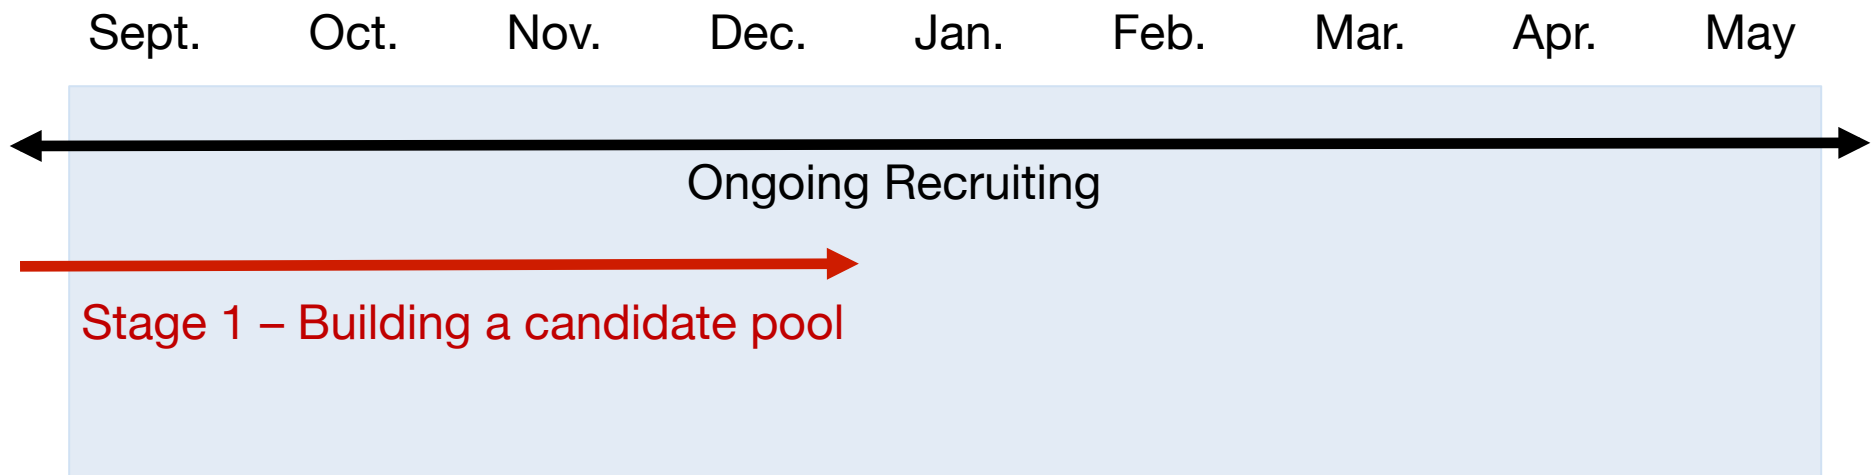 Sept. Oct. Nov. Dec. Jan. Feb. Mar. Apr. May
Ongoing Recruiting
Stage 1 – Building a candidate pool